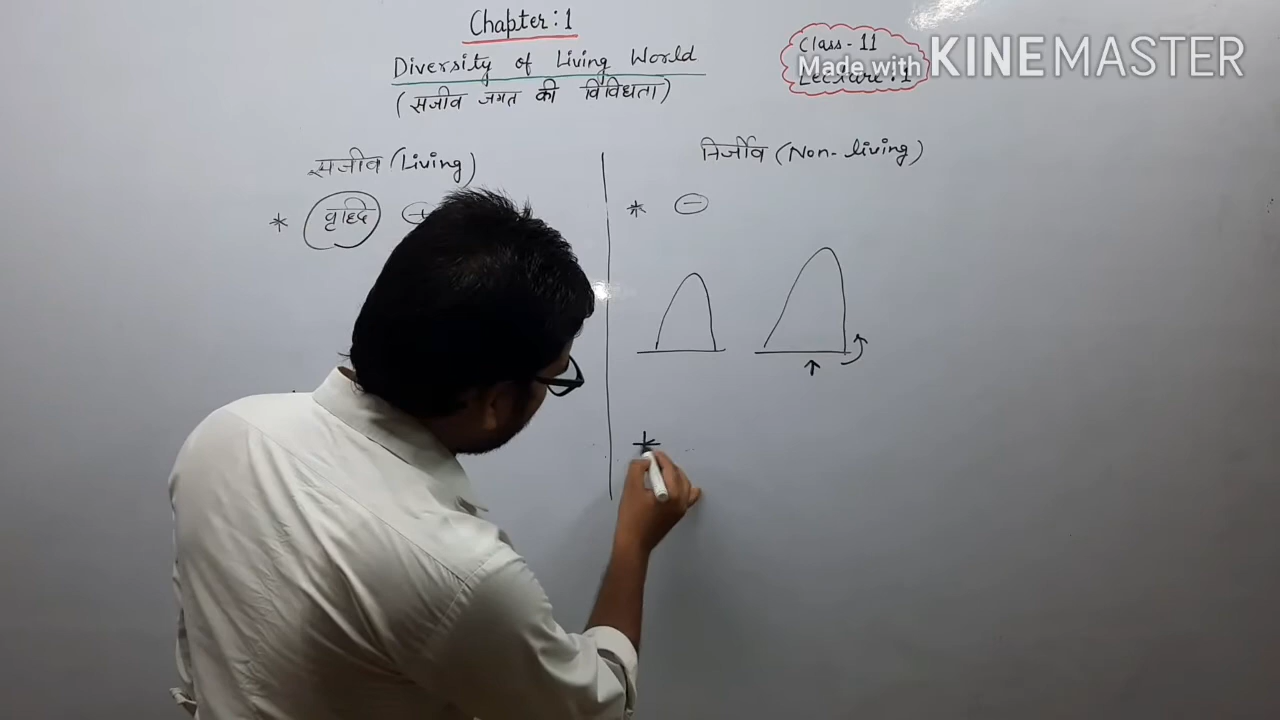 Chapter : 1
Diversity of Living World
(सजीव जगत की विविधता)
Class - 11
Lecture : 1
Made with KINEMASTER
सजीव (Living)
* वृद्धि +
निर्जीव (Non-living)
* −
*